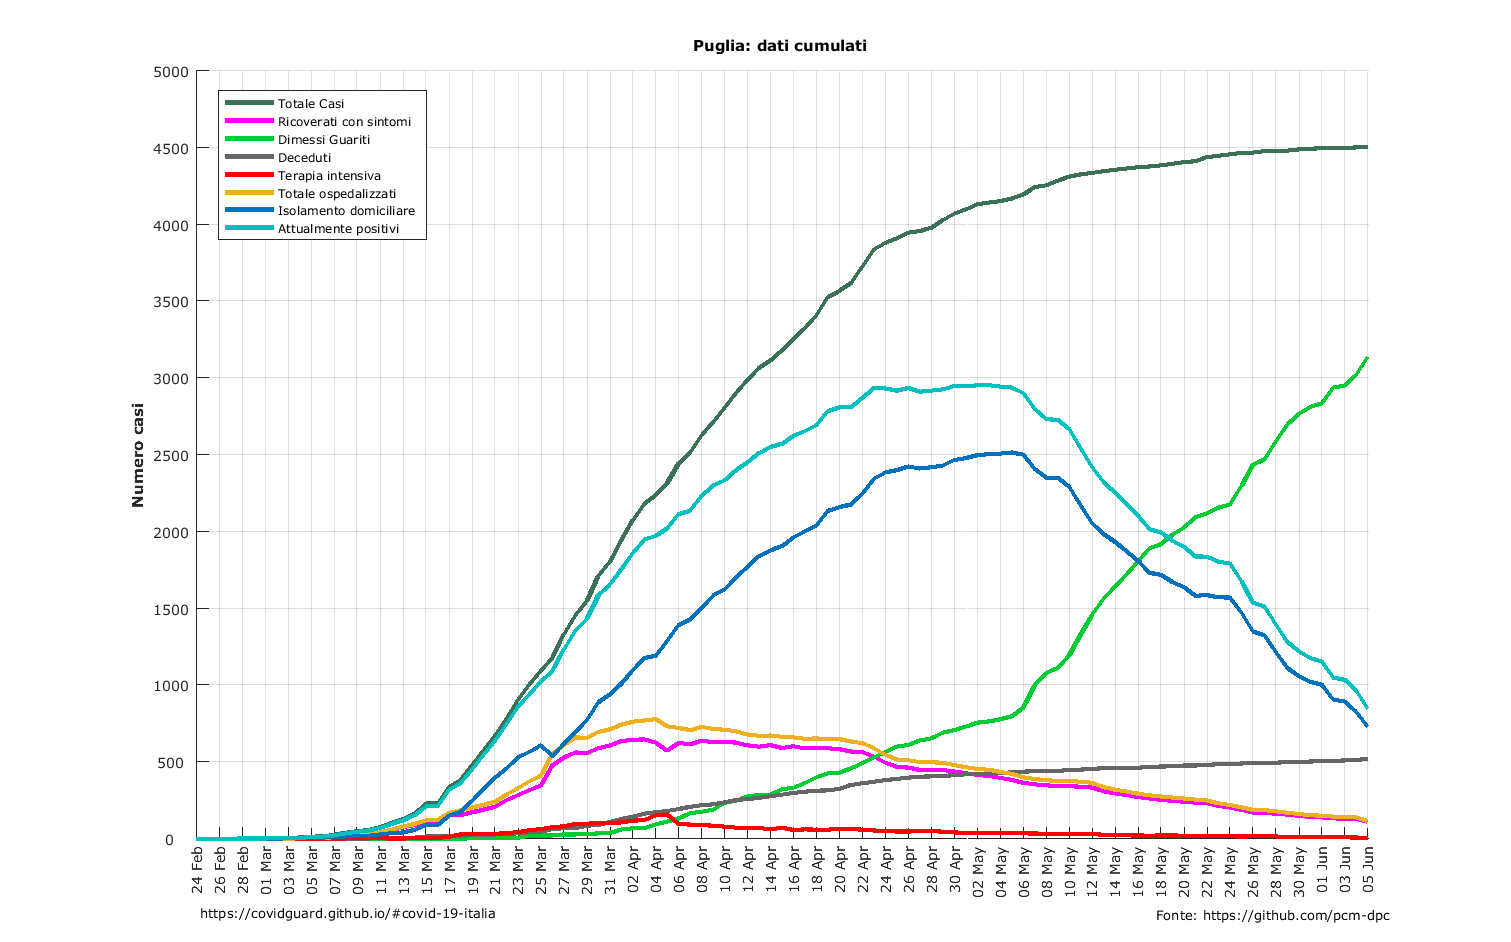 Puglia: dati cumulati
5000
4500
4000
3500
3000
2500
2000
1500
1000
500
0
Numero casi
Totale Casi
Ricoverati con sintomi
Dimessi Guariti
Deceduti
Terapia intensiva
Totale ospedalizzati
Isolamento domiciliare
Attualmente positivi
24 Feb
26 Feb
28 Feb
01 Mar
03 Mar
05 Mar
07 Mar
09 Mar
11 Mar
13 Mar
15 Mar
17 Mar
19 Mar
21 Mar
23 Mar
25 Mar
27 Mar
29 Mar
31 Mar
02 Apr
04 Apr
06 Apr
08 Apr
10 Apr
12 Apr
14 Apr
16 Apr
18 Apr
20 Apr
22 Apr
24 Apr
26 Apr
28 Apr
30 Apr
02 May
04 May
06 May
08 May
10 May
12 May
14 May
16 May
18 May
20 May
22 May
24 May
26 May
28 May
30 May
01 Jun
03 Jun
05 Jun
https://covidguard.github.io/#covid-19-italia
Fonte: https://github.com/pcm-dpc